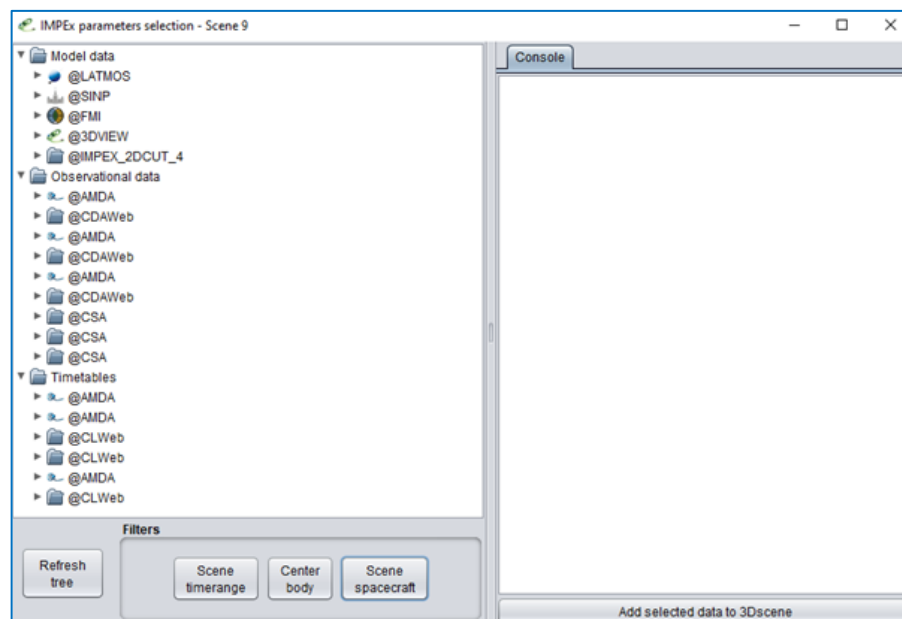 IMPEx parameters selection - Scene 9
Model data
@LATMOS
@SINP
@FMI
@3DVIEW
@IMPEX_2DCUT_4
Observational data
@AMDA
@CDAWeb
@AMDA
@CDAWeb
@AMDA
@CDAWeb
@CSA
@CSA
@CSA
Timetables
@AMDA
@AMDA
@CLWeb
@CLWeb
@AMDA
@CLWeb
Filters
Refresh
tree
Scene
timerange
Center
body
Scene
spacecraft
Console
Add selected data to 3Dscene